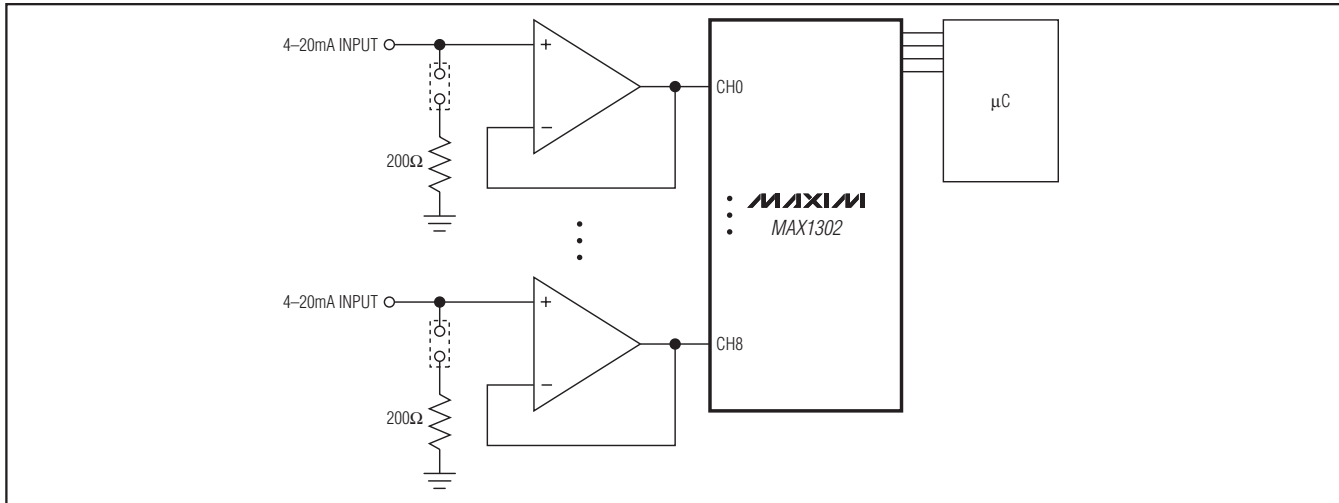 4–20mA INPUT
+
−
200Ω
CH0
µC
MAXIM
MAX1302
4–20mA INPUT
+
−
200Ω
CH8